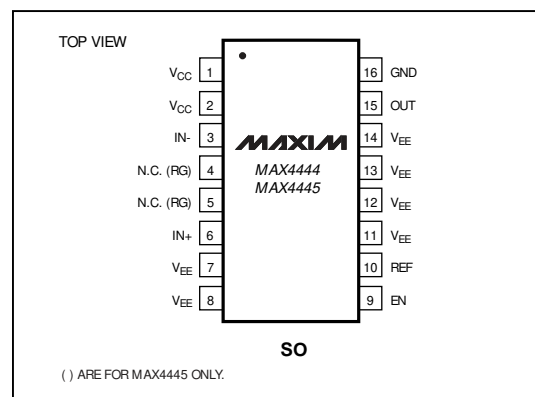 TOP VIEW
VCC 1
VCC 2
IN- 3
N.C. (RG) 4
N.C. (RG) 5
IN+ 6
VEE 7
VEE 8
MAXIM
MAX4444
MAX4445
16 GND
15 OUT
14 VEE
13 VEE
12 VEE
11 VEE
10 REF
9 EN
SO
( ) ARE FOR MAX4445 ONLY.